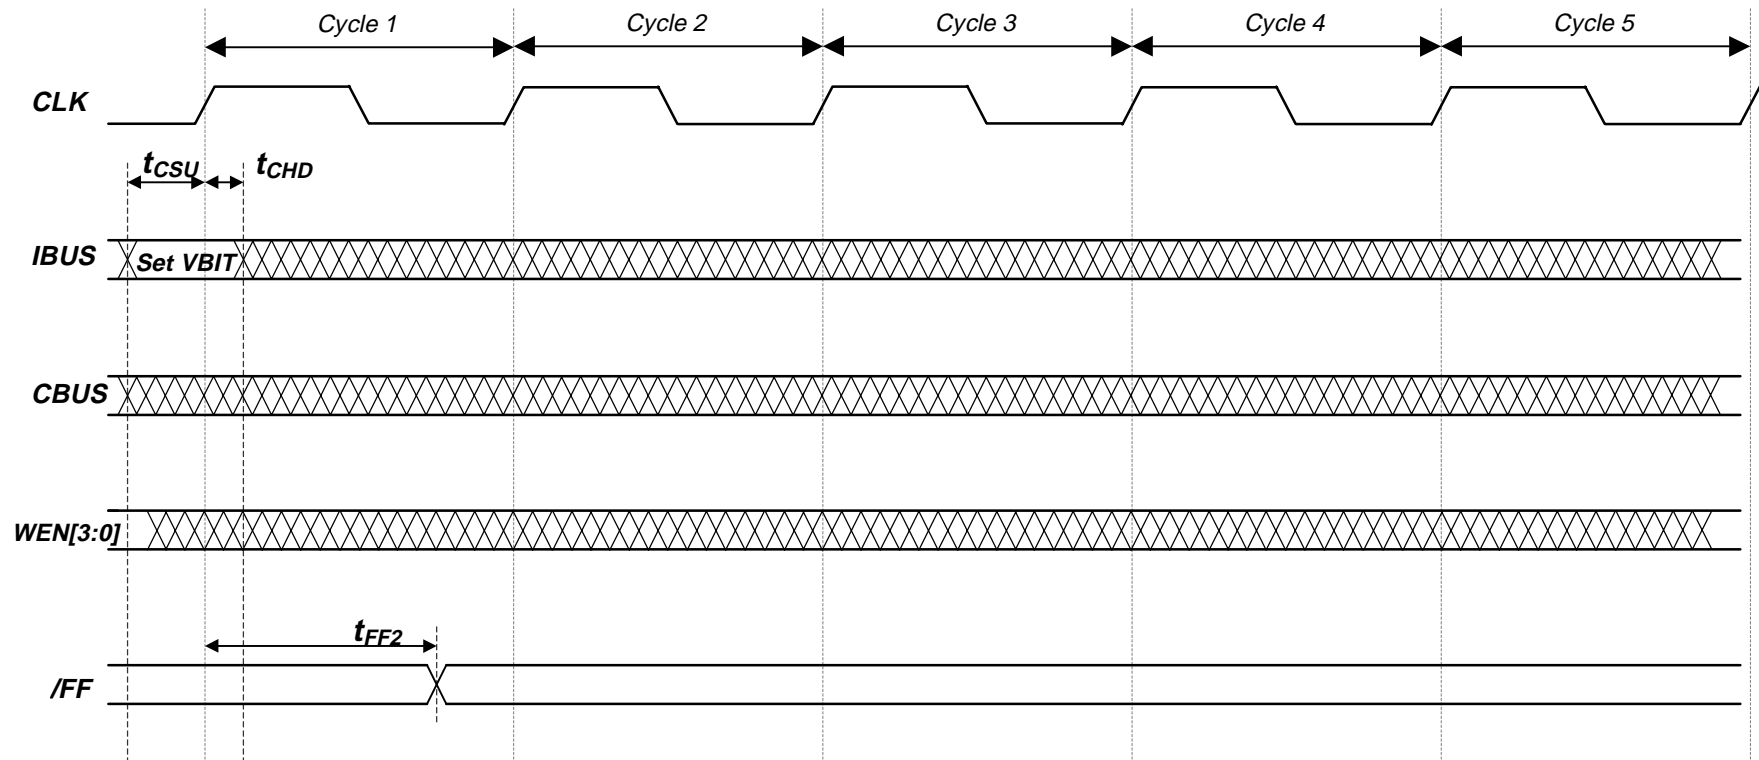 Cycle 1 Cycle 2 Cycle 3 Cycle 4 Cycle 5
CLK
tCSU tCHD
IBUS Set VBIT
CBUS
WEN[3:0]
tFF2
/FF